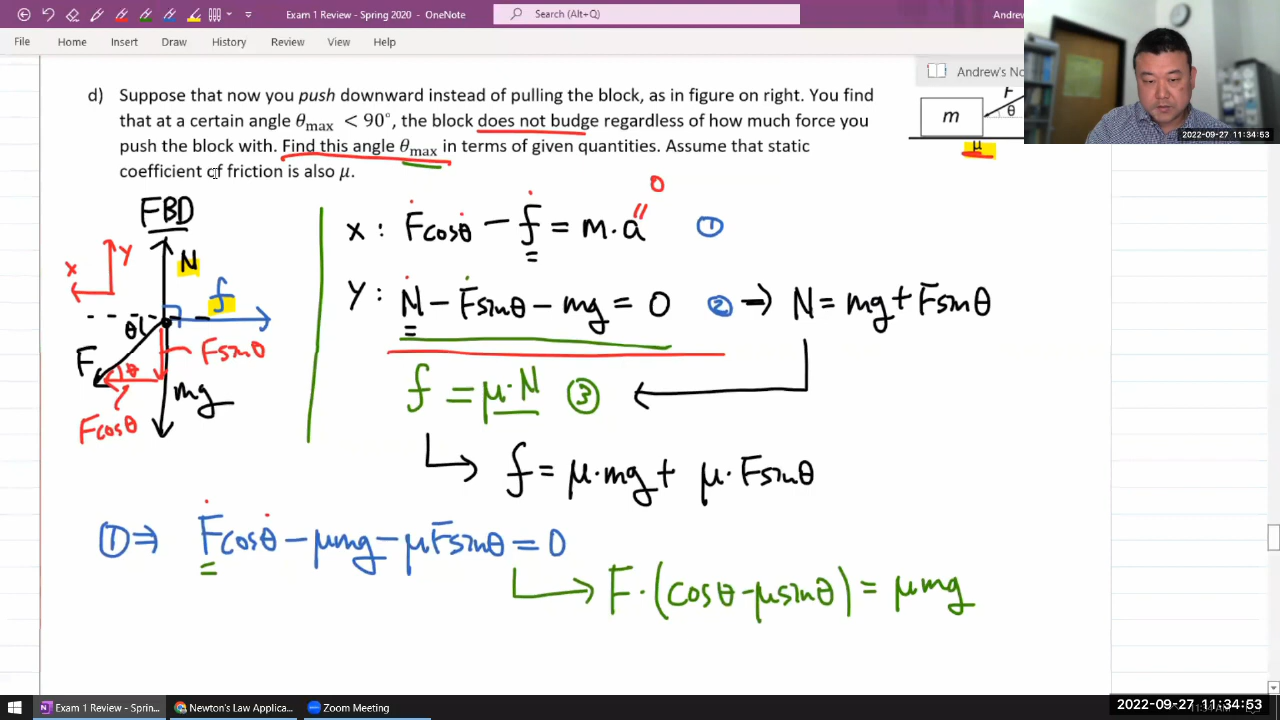 Exam 1 Review - Spring 2020 - OneNote
Search (Alt+Q)
Andrew
File Home Insert Draw History Review View Help
Andrew's No
d) Suppose that now you push downward instead of pulling the block, as in figure on right. You find
that at a certain angle θmax < 90°, the block does not budge regardless of how much force you
push the block with. Find this angle θmax in terms of given quantities. Assume that static
coefficient of friction is also μ.
m
F
θ
μ
2022-09-27 11:34:53
FBD
N
Y
X
f
θ
F
Fsinθ
θ
mg
Fcosθ
X : Fcosθ - f = m·a 0 ①
Y : N - Fsinθ - mg = 0 ② ⇒ N = mg + Fsinθ
f = μ·N ③
f = μ·mg + μ·Fsinθ
① ⇒ Fcosθ - μmg - μFsinθ = 0
F·(cosθ - μsinθ) = μmg
Exam 1 Review - Sprin...
Newton's Law Applica...
Zoom Meeting
2022-09-27 11:34:53